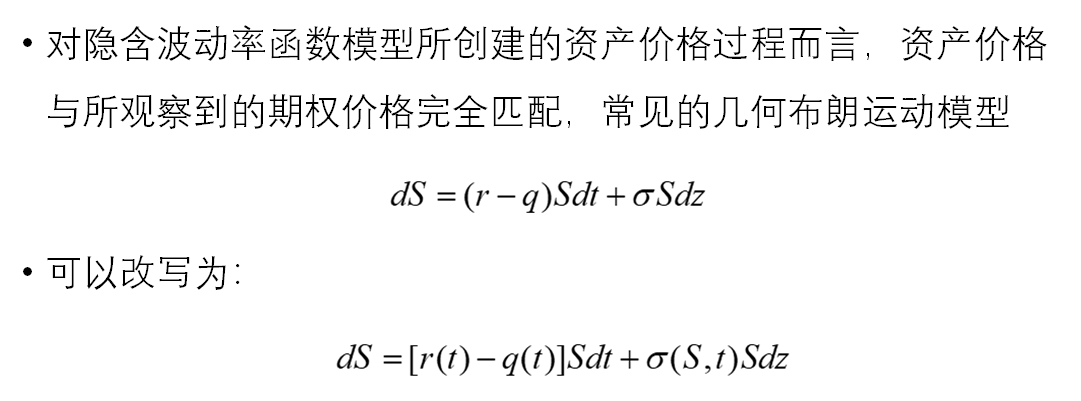 • 对隐含波动率函数模型所创建的资产价格过程而言，资产价格
与所观察到的期权价格完全匹配，常见的几何布朗运动模型
dS = (r − q)Sdt + σSdz
• 可以改写为：
dS = [r(t) − q(t)]Sdt + σ(S,t)Sdz